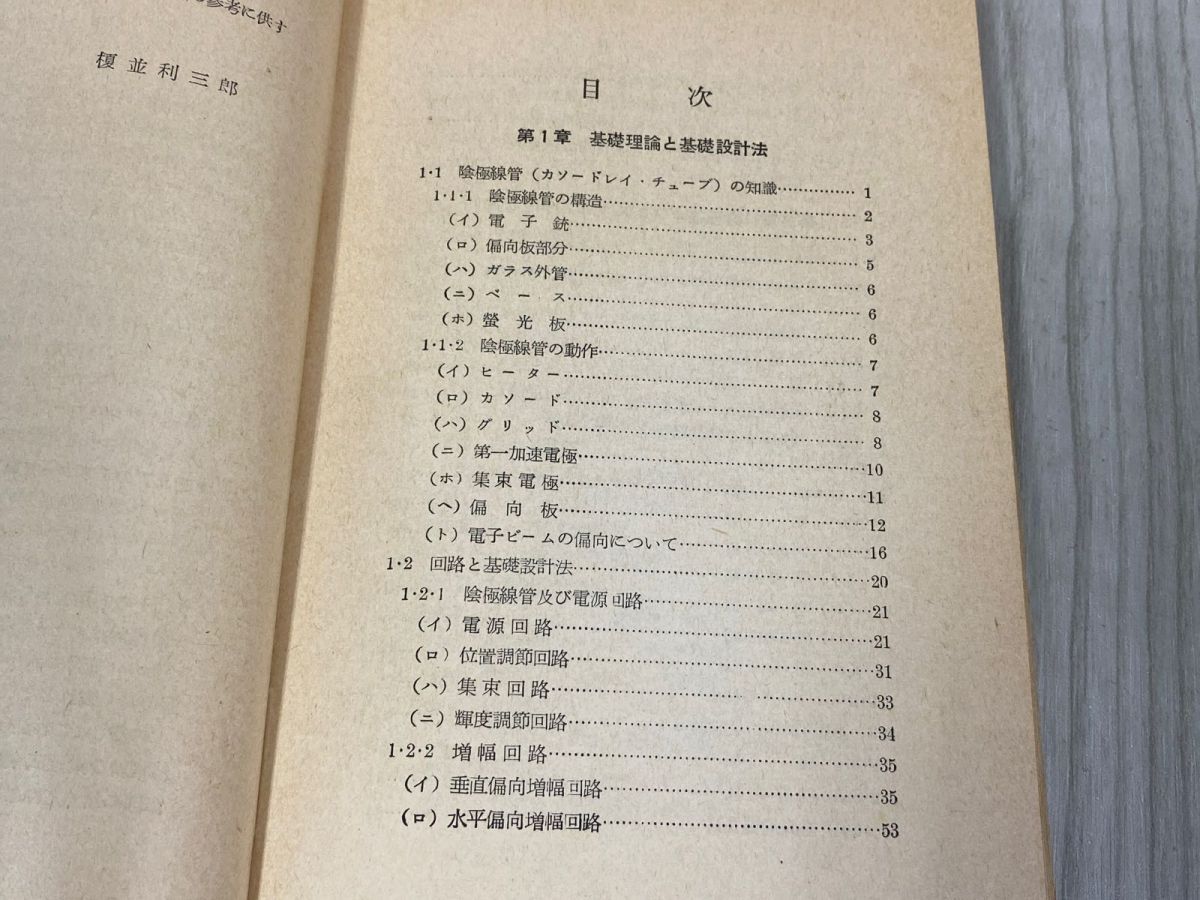 参考に供す
榎並利三郎
目次
第1章 基礎理論と基礎設計法
1・1 陰極線管(カソードレイ・チューブ)の知識……………1
1・1・1 陰極線管の構造……………2
(イ)電子銃……………3
(ロ)偏向板部分……………5
(ハ)ガラス外管……………6
(ニ)ベース……………6
(ホ)螢光板……………6
1・1・2 陰極線管の動作……………7
(イ)ヒーター……………7
(ロ)カソード……………8
(ハ)グリッド……………8
(ニ)第一加速電極……………10
(ホ)集束電極……………11
(ヘ)偏向板……………12
(ト)電子ビームの偏向について……………16
1・2 回路と基礎設計法……………20
1・2・1 陰極線管及び電源回路……………21
(イ)電源回路……………21
(ロ)位置調節回路……………31
(ハ)集束回路……………33
(ニ)輝度調節回路……………34
1・2・2 増幅回路……………35
(イ)垂直偏向増幅回路……………35
(ロ)水平偏向増幅回路……………53